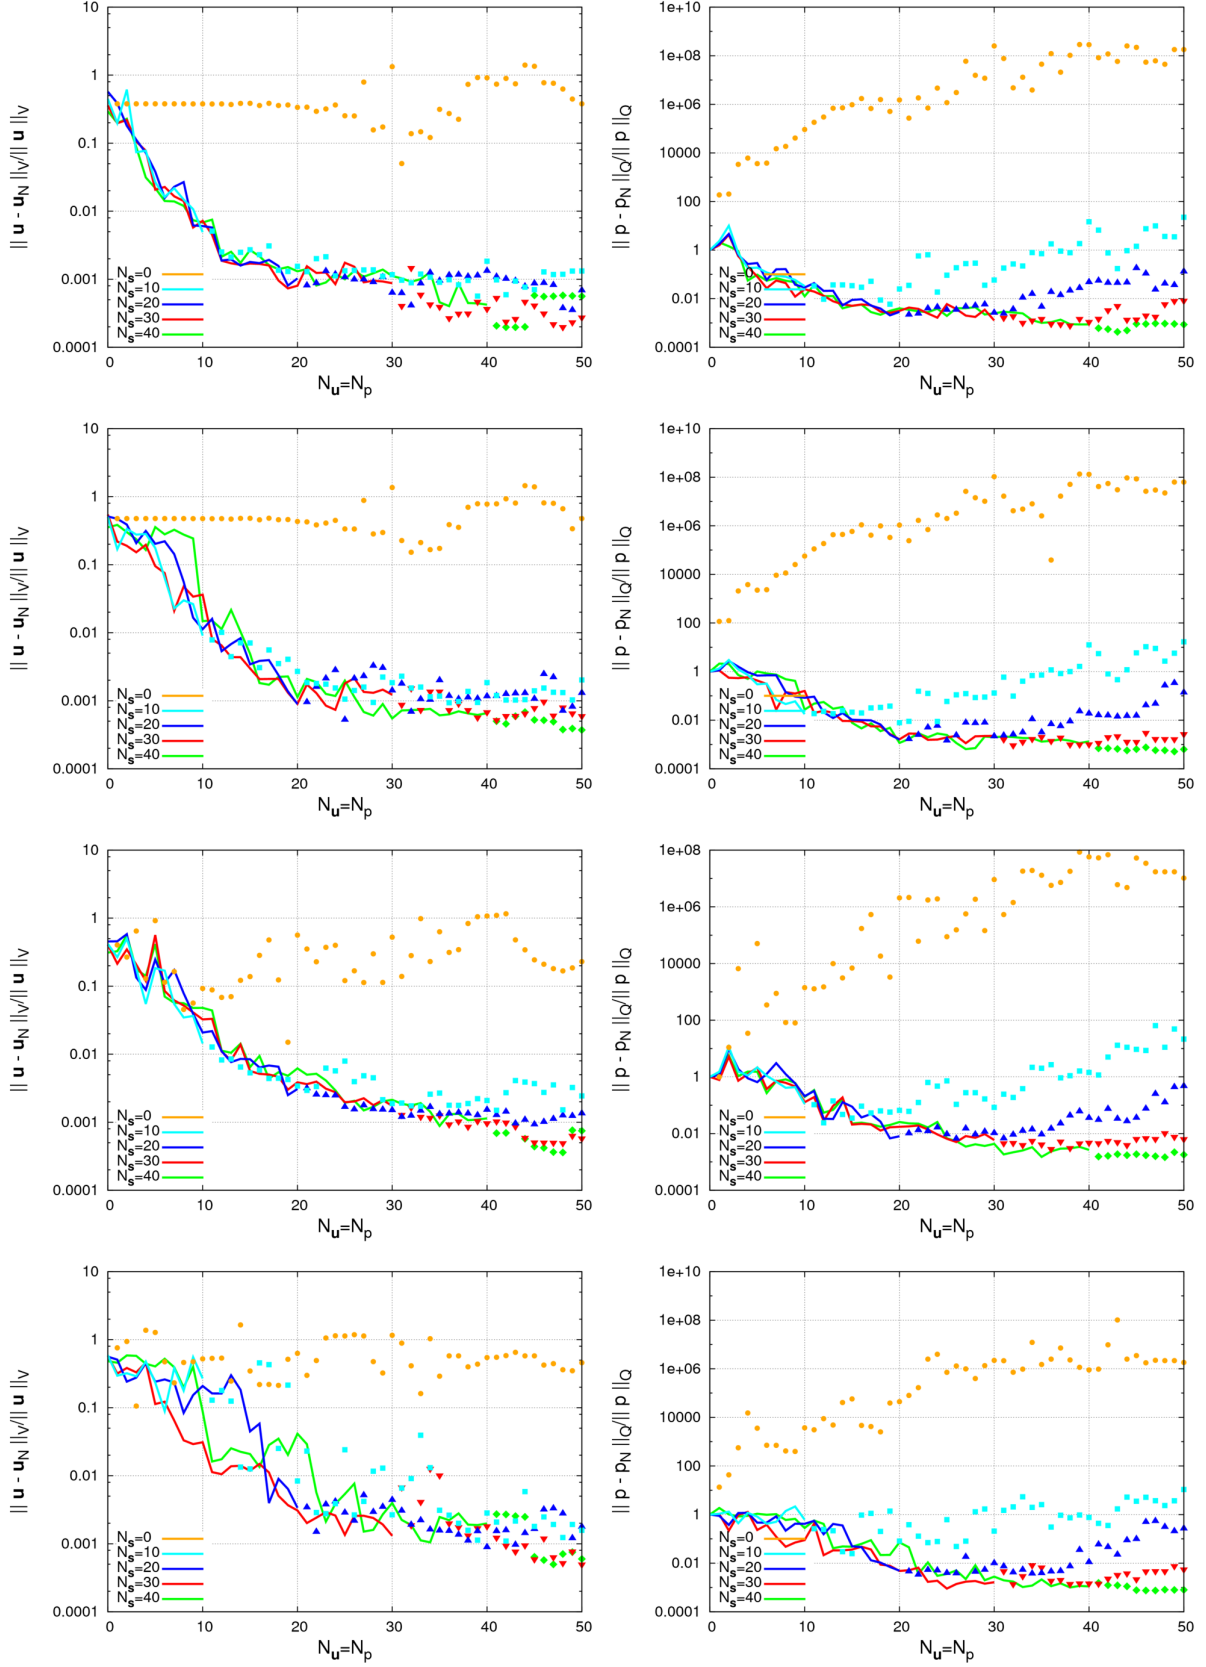 10
1
0.1
0.01
0.001
0.0001
|| u - u_N ||_V/|| u ||_V
N_s=0
N_s=10
N_s=20
N_s=30
N_s=40
0 10 20 30 40 50
N_u=N_p
1e+10
1e+08
1e+06
10000
100
1
0.01
0.0001
|| p - p_N ||_Q/|| p ||_Q
N_s=0
N_s=10
N_s=20
N_s=30
N_s=40
0 10 20 30 40 50
N_u=N_p
10
1
0.1
0.01
0.001
0.0001
|| u - u_N ||_V/|| u ||_V
N_s=0
N_s=10
N_s=20
N_s=30
N_s=40
0 10 20 30 40 50
N_u=N_p
1e+10
1e+08
1e+06
10000
100
1
0.01
0.0001
|| p - p_N ||_Q/|| p ||_Q
N_s=0
N_s=10
N_s=20
N_s=30
N_s=40
0 10 20 30 40 50
N_u=N_p
10
1
0.1
0.01
0.001
0.0001
|| u - u_N ||_V/|| u ||_V
N_s=0
N_s=10
N_s=20
N_s=30
N_s=40
0 10 20 30 40 50
N_u=N_p
1e+08
1e+06
10000
100
1
0.01
0.0001
|| p - p_N ||_Q/|| p ||_Q
N_s=0
N_s=10
N_s=20
N_s=30
N_s=40
0 10 20 30 40 50
N_u=N_p
10
1
0.1
0.01
0.001
0.0001
|| u - u_N ||_V/|| u ||_V
N_s=0
N_s=10
N_s=20
N_s=30
N_s=40
0 10 20 30 40 50
N_u=N_p
1e+10
1e+08
1e+06
10000
100
1
0.01
0.0001
|| p - p_N ||_Q/|| p ||_Q
N_s=0
N_s=10
N_s=20
N_s=30
N_s=40
0 10 20 30 40 50
N_u=N_p